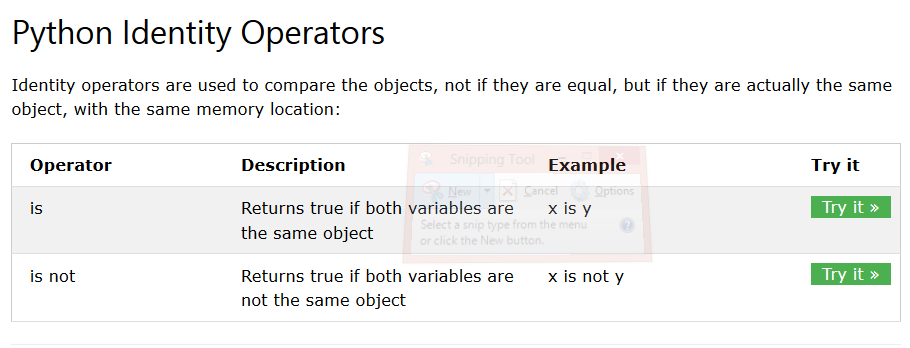 Python Identity Operators
Identity operators are used to compare the objects, not if they are equal, but if they are actually the same
object, with the same memory location:
Operator Description Example Try it
is Returns true if both variables are x is y Try it »
the same object
is not Returns true if both variables are x is not y Try it »
not the same object
Snipping Tool
New Cancel Options
Select a snip type from the menu
or click the New button.